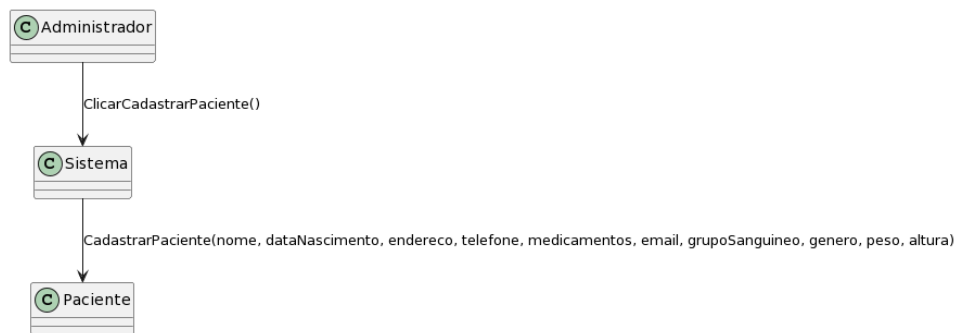 C Administrador
ClicarCadastrarPaciente()
C Sistema
CadastrarPaciente(nome, dataNascimento, endereco, telefone, medicamentos, email, grupoSanguineo, genero, peso, altura)
C Paciente